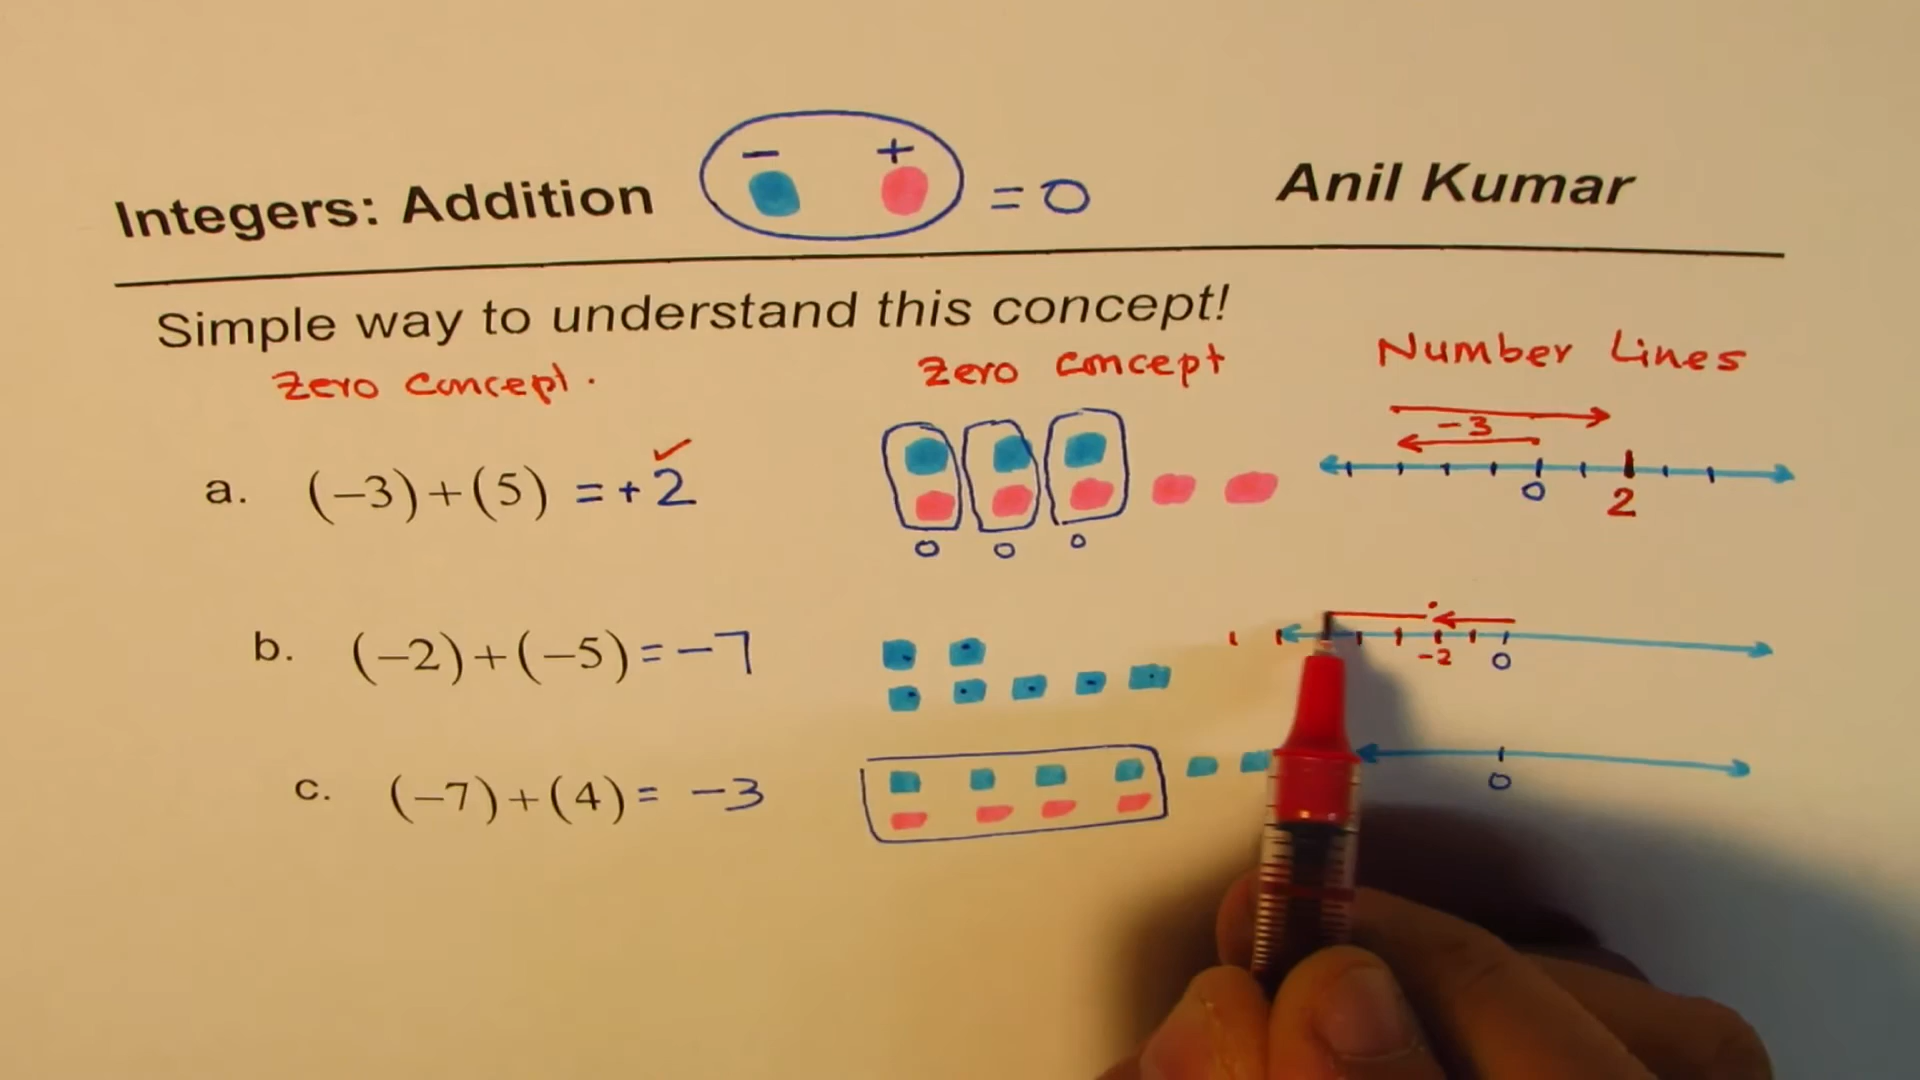 Integers: Addition - + = 0 Anil Kumar
Simple way to understand this concept!
Zero Concept. Zero Concept Number Lines
a. (-3)+(5) = +2 -3
0 2
0 0 0
b. (-2)+(-5) = -7 -2 0
c. (-7)+(4) = -3 0